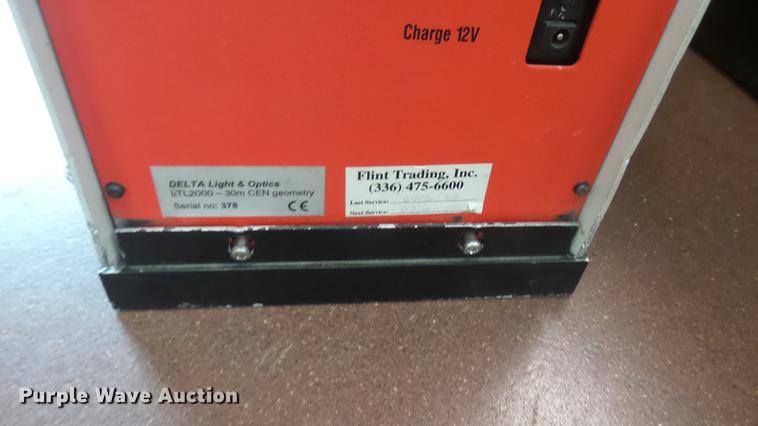 Charge 12V
DELTA Light & Optics
LTL2000 – 30m CEN geometry
Serial no: 378
CE
Flint Trading, Inc.
(336) 475-6600
Last Service:
Next Service:
Purple Wave Auction